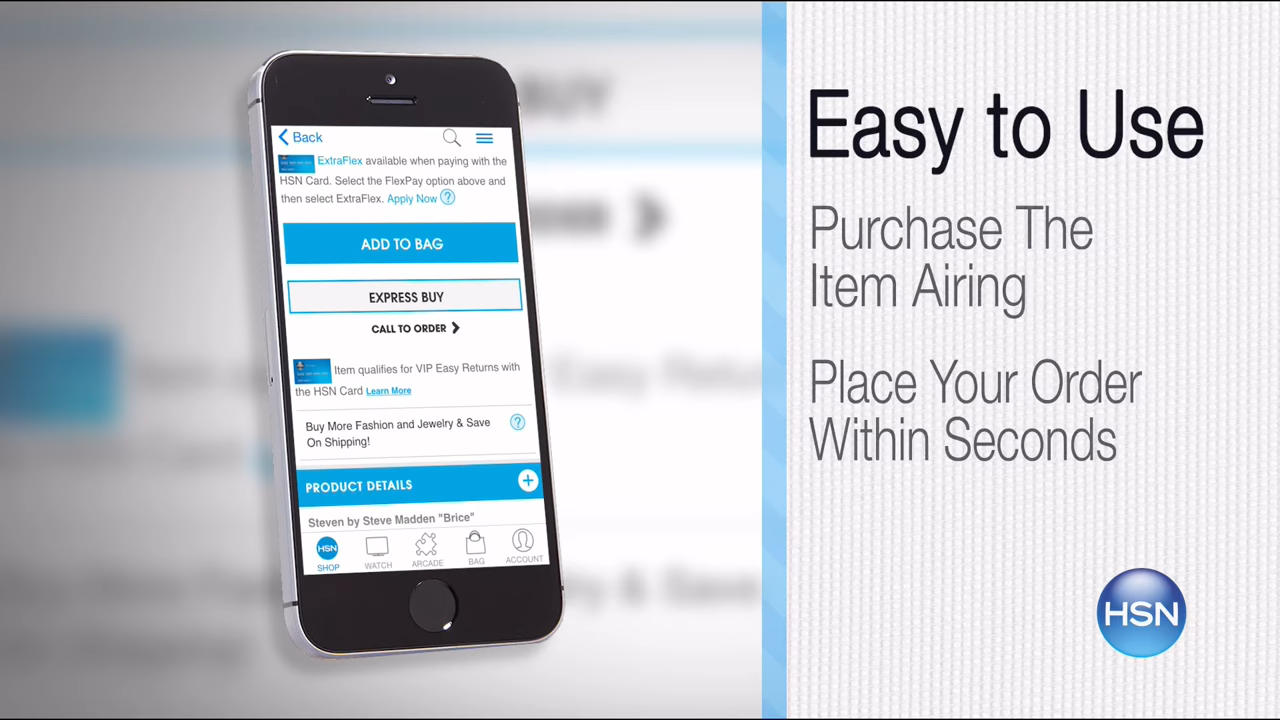 Back
ExtraFlex available when paying with the
HSN Card. Select the FlexPay option above and
then select ExtraFlex. Apply Now ?
ADD TO BAG
EXPRESS BUY
CALL TO ORDER
Item qualifies for VIP Easy Returns with
the HSN Card Learn More
Buy More Fashion and Jewelry & Save ?
On Shipping!
PRODUCT DETAILS +
Steven by Steve Madden "Brice"
HSN
SHOP WATCH ARCADE BAG ACCOUNT
Easy to Use
Purchase The
Item Airing
Place Your Order
Within Seconds
HSN